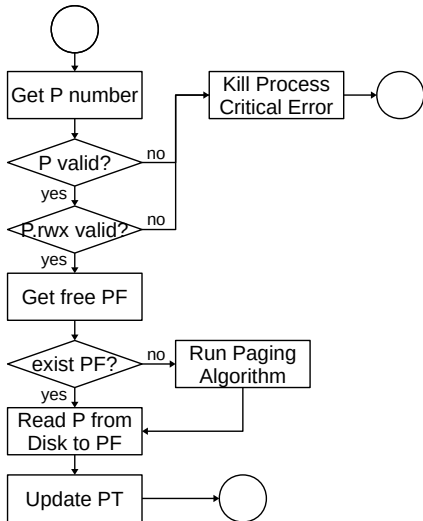 Get P number
Kill Process
Critical Error
P valid?
no
yes
P.rwx valid?
no
yes
Get free PF
exist PF?
no
Run Paging
Algorithm
yes
Read P from
Disk to PF
Update PT